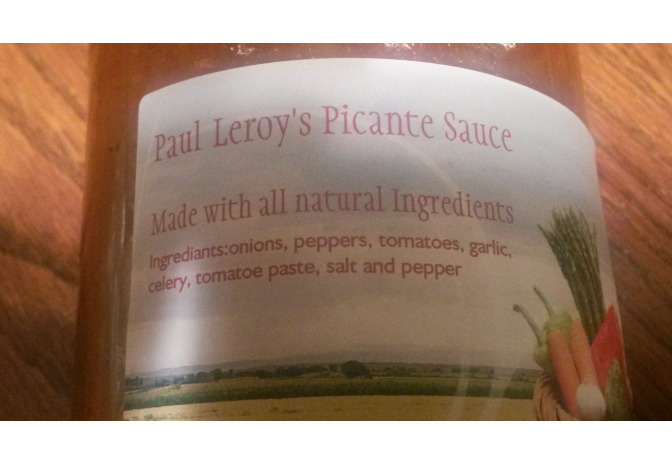 Paul Leroy's Picante Sauce
Made with all natural Ingredients
Ingrediants:onions, peppers, tomatoes, garlic,
celery, tomatoe paste, salt and pepper